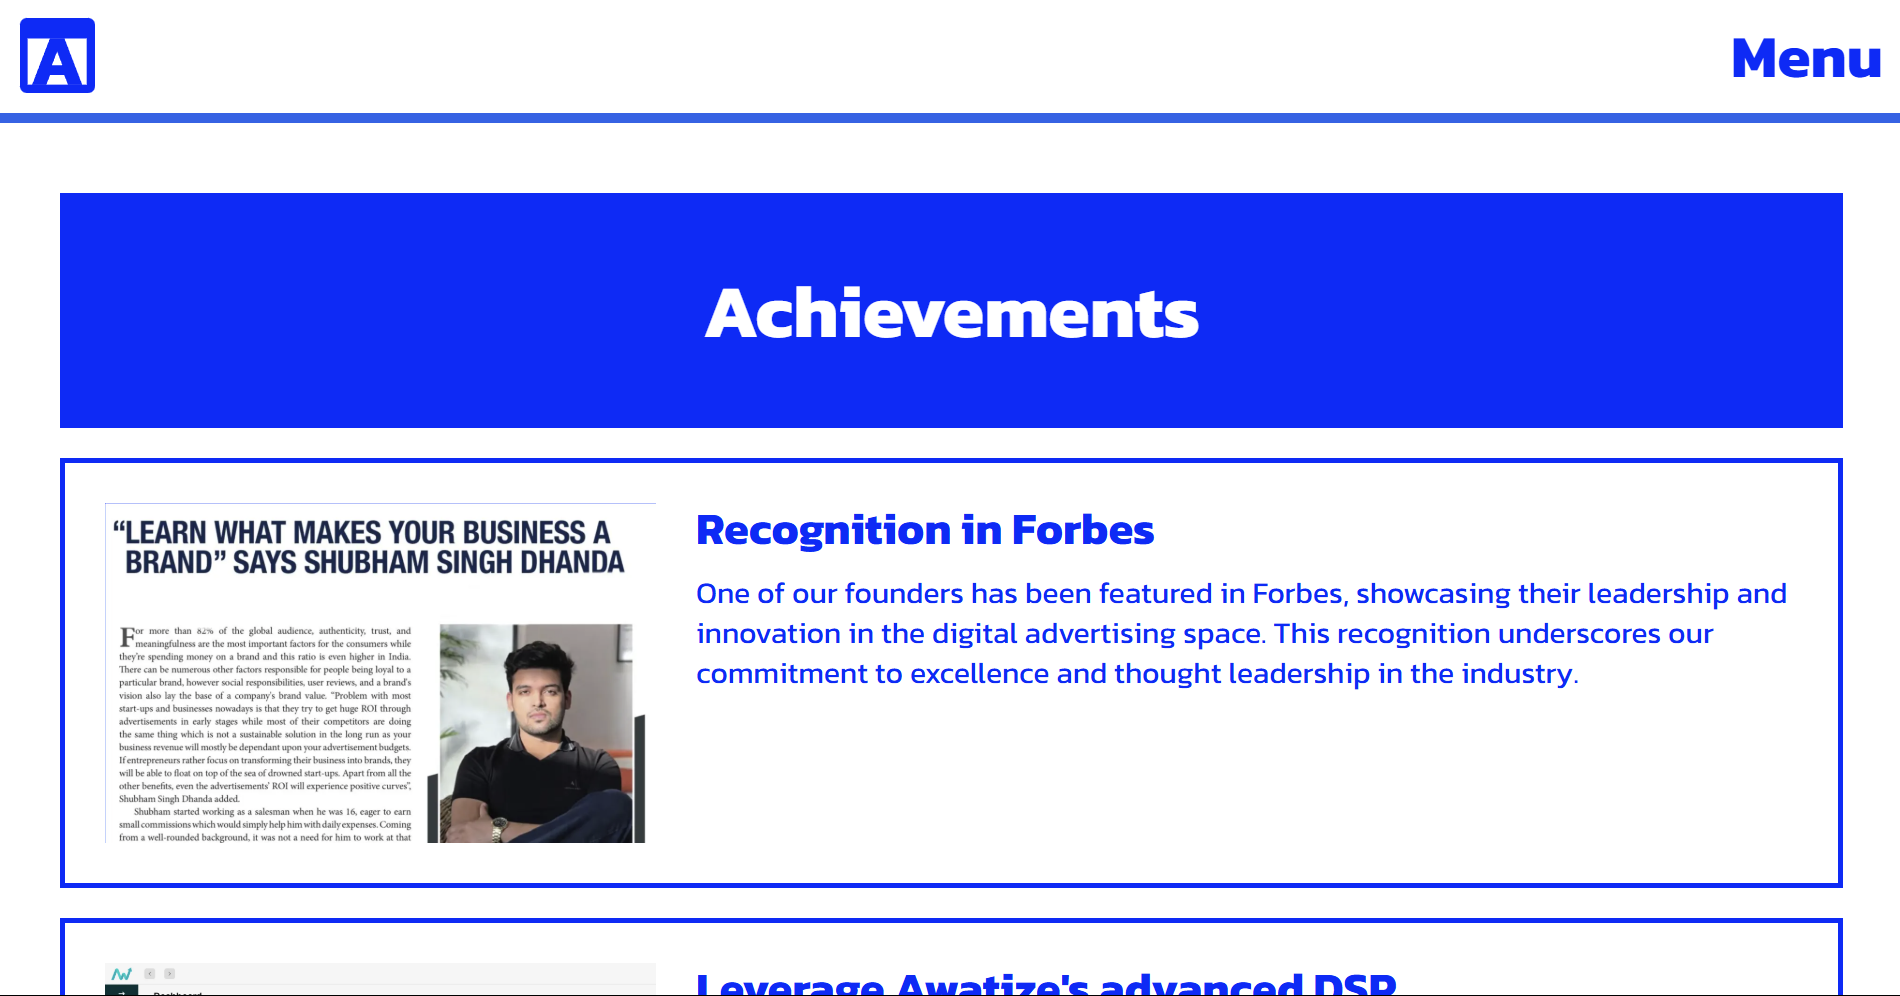 A
Menu
Achievements
“LEARN WHAT MAKES YOUR BUSINESS A
BRAND” SAYS SHUBHAM SINGH DHANDA
For more than 82% of the global audience, authenticity, trust, and
meaningfulness are the most important factors for the consumers while
they're spending money on a brand and this ratio is even higher in India.
There can be numerous other factors responsible for people being loyal to a
particular brand, however social responsibilities, user reviews, and a brand's
vision also lay the base of a company's brand value. “Problem with most
start-ups and businesses nowadays is that they try to get huge ROI through
advertisements in early stages while most of their competitors are doing
the same thing which is not a sustainable solution in the long run as your
business revenue will mostly be dependant upon your advertisement budgets.
If entrepreneurs rather focus on transforming their business into brands, they
will be able to float on top of the sea of drowned start-ups. Apart from all the
other benefits, even the advertisements' ROI will experience positive curves”,
Shubham Singh Dhanda added.
Shubham started working as a salesman when he was 16, eager to earn
small commissions which would simply help him with daily expenses. Coming
from a well-rounded background, it was not a need for him to work at that
Recognition in Forbes
One of our founders has been featured in Forbes, showcasing their leadership and
innovation in the digital advertising space. This recognition underscores our
commitment to excellence and thought leadership in the industry.
AW
Dashboard
Leverage Awatize's advanced DSP